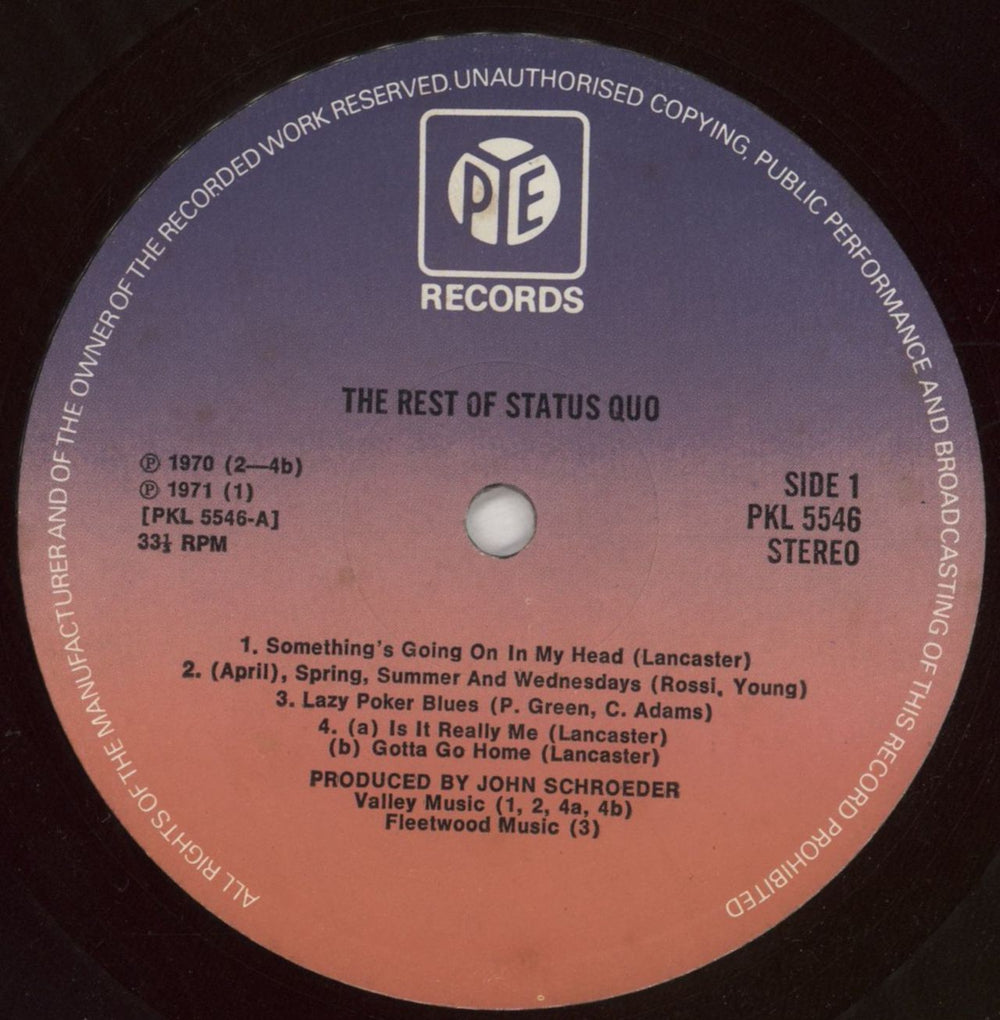 ALL RIGHTS OF THE MANUFACTURER AND OF THE OWNER OF THE RECORDED WORK RESERVED. UNAUTHORISED COPYING, PUBLIC PERFORMANCE AND BROADCASTING OF THIS RECORD PROHIBITED
PYE
RECORDS
THE REST OF STATUS QUO
℗ 1970 (2—4b)
℗ 1971 (1)
[PKL 5546-A]
33⅓ RPM
SIDE 1
PKL 5546
STEREO
1. Something's Going On In My Head (Lancaster)
2. (April), Spring, Summer And Wednesdays (Rossi, Young)
3. Lazy Poker Blues (P. Green, C. Adams)
4. (a) Is It Really Me (Lancaster)
(b) Gotta Go Home (Lancaster)
PRODUCED BY JOHN SCHROEDER
Valley Music (1, 2, 4a, 4b)
Fleetwood Music (3)